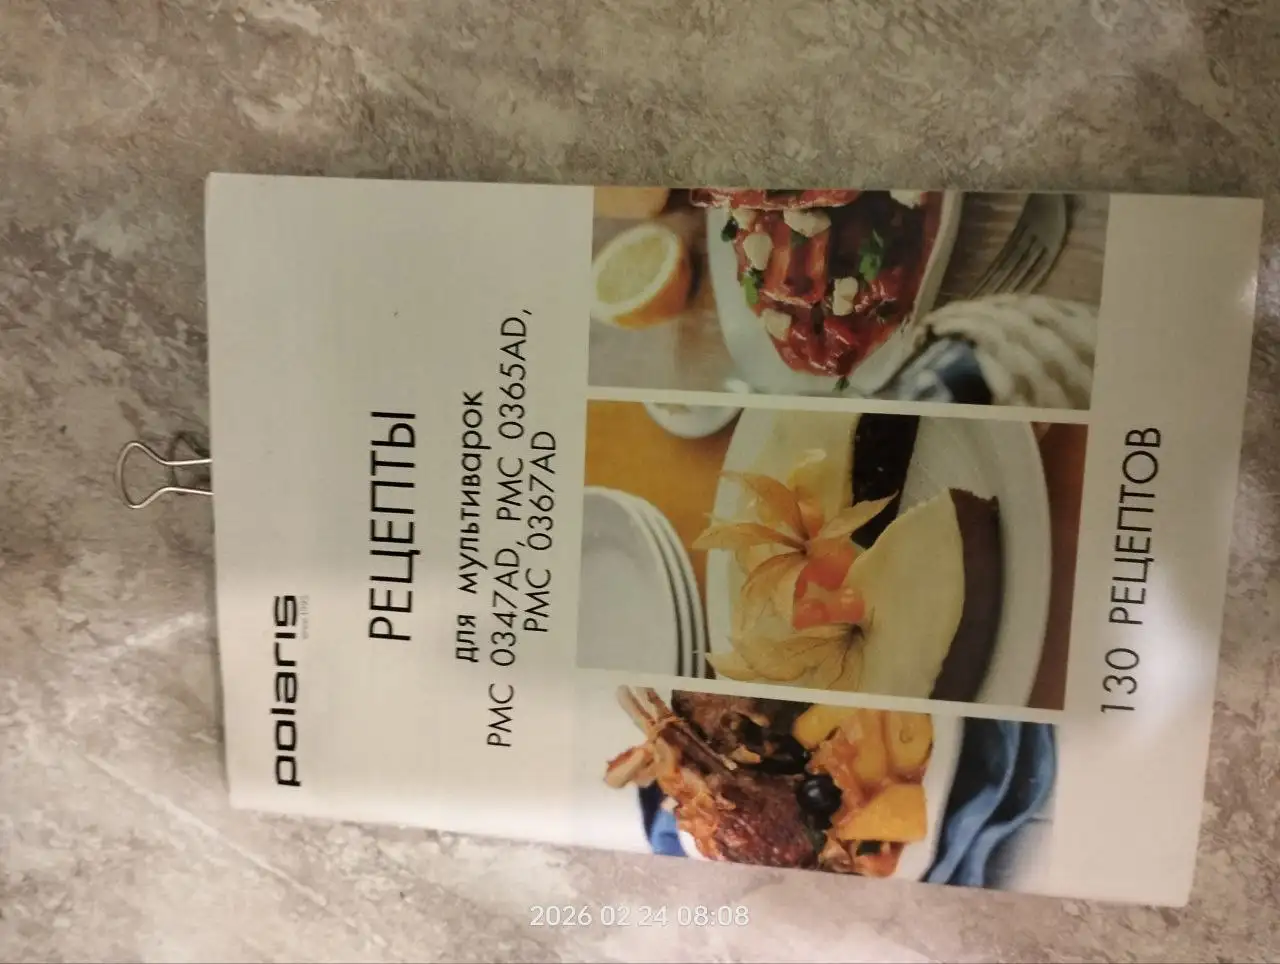 polaris
РЕЦЕПТЫ
для мультиварок
PMC 0347AD, PMC 0365AD,
PMC 0367AD
130 РЕЦЕПТОВ
2026 02 24 08:08